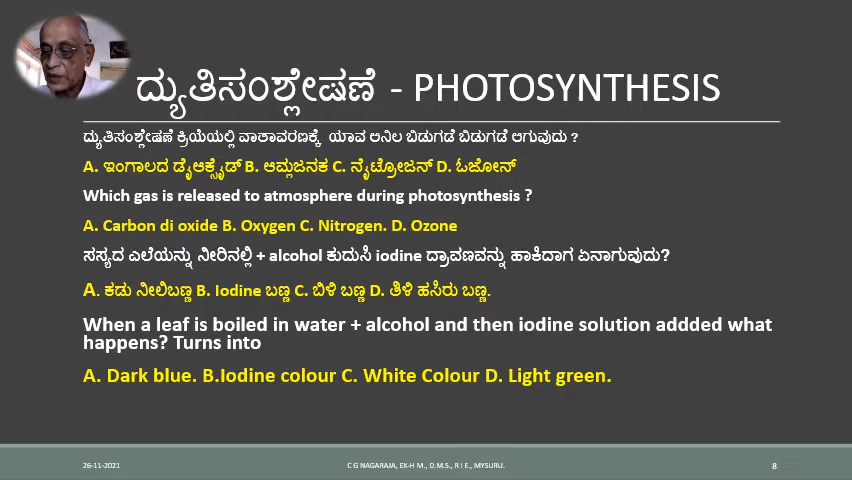 ದ್ಯುತಿಸಂಶ್ಲೇಷಣೆ - PHOTOSYNTHESIS
ದ್ಯುತಿಸಂಶ್ಲೇಷಣೆ ಕ್ರಿಯೆಯಲ್ಲಿ ವಾತಾವರಣಕ್ಕೆ ಯಾವ ಅನಿಲ ಬಿಡುಗಡೆ ಬಿಡುಗಡೆ ಆಗುವುದು ?
A. ಇಂಗಾಲದ ಡೈಆಕ್ಸೈಡ್ B. ಆಮ್ಲಜನಕ C. ನೈಟ್ರೋಜನ್ D. ಓಜೋನ್
Which gas is released to atmosphere during photosynthesis ?
A. Carbon di oxide B. Oxygen C. Nitrogen. D. Ozone
ಸಸ್ಯದ ಎಲೆಯನ್ನು ನೀರಿನಲ್ಲಿ + alcohol ಕುದುಸಿ iodine ದ್ರಾವಣವನ್ನು ಹಾಕಿದಾಗ ಏನಾಗುವುದು?
A. ಕಡು ನೀಲಿಬಣ್ಣ B. Iodine ಬಣ್ಣ C. ಬಿಳಿ ಬಣ್ಣ D. ತಿಳಿ ಹಸಿರು ಬಣ್ಣ.
When a leaf is boiled in water + alcohol and then iodine solution addded what
happens? Turns into
A. Dark blue. B.Iodine colour C. White Colour D. Light green.
26-11-2021 C G NAGARAJA, EX-H M., D.M.S., R I E., MYSURU. 8